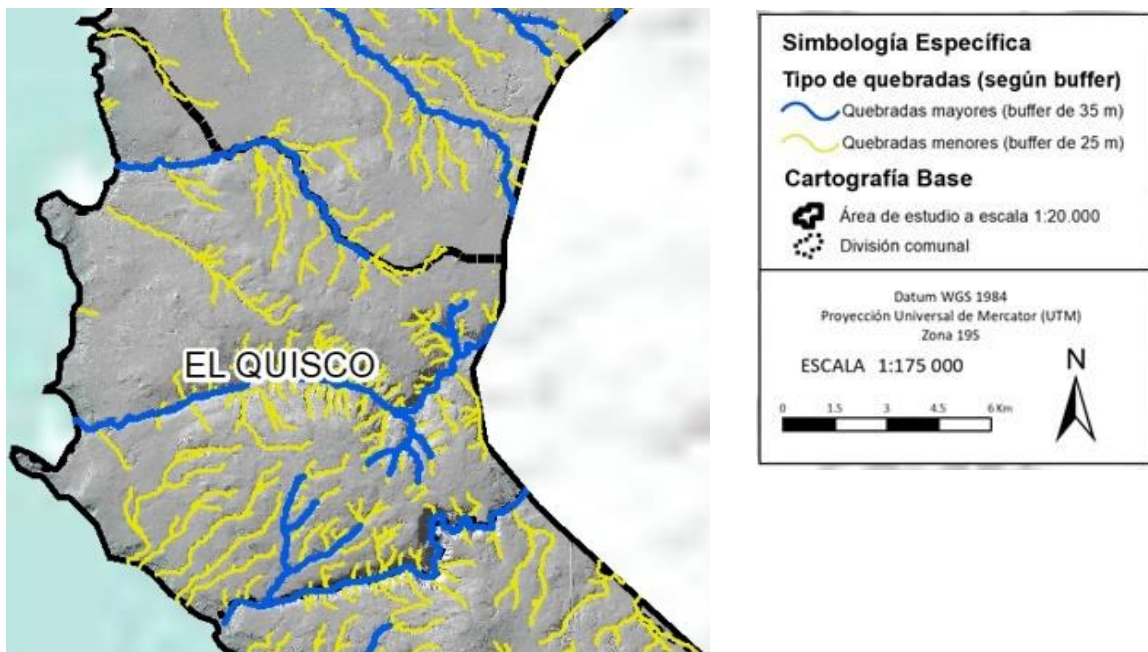 EL QUISCO
Simbología Específica
Tipo de quebradas (según buffer)
Quebradas mayores (buffer de 35 m)
Quebradas menores (buffer de 25 m)
Cartografía Base
Área de estudio a escala 1:20.000
División comunal
Datum WGS 1984
Proyección Universal de Mercator (UTM)
Zona 19S
ESCALA 1:175 000
N
0 1.5 3 4.5 6 Km